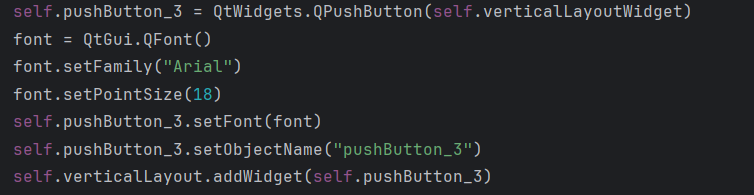 self.pushButton_3 = QtWidgets.QPushButton(self.verticalLayoutWidget)
font = QtGui.QFont()
font.setFamily("Arial")
font.setPointSize(18)
self.pushButton_3.setFont(font)
self.pushButton_3.setObjectName("pushButton_3")
self.verticalLayout.addWidget(self.pushButton_3)